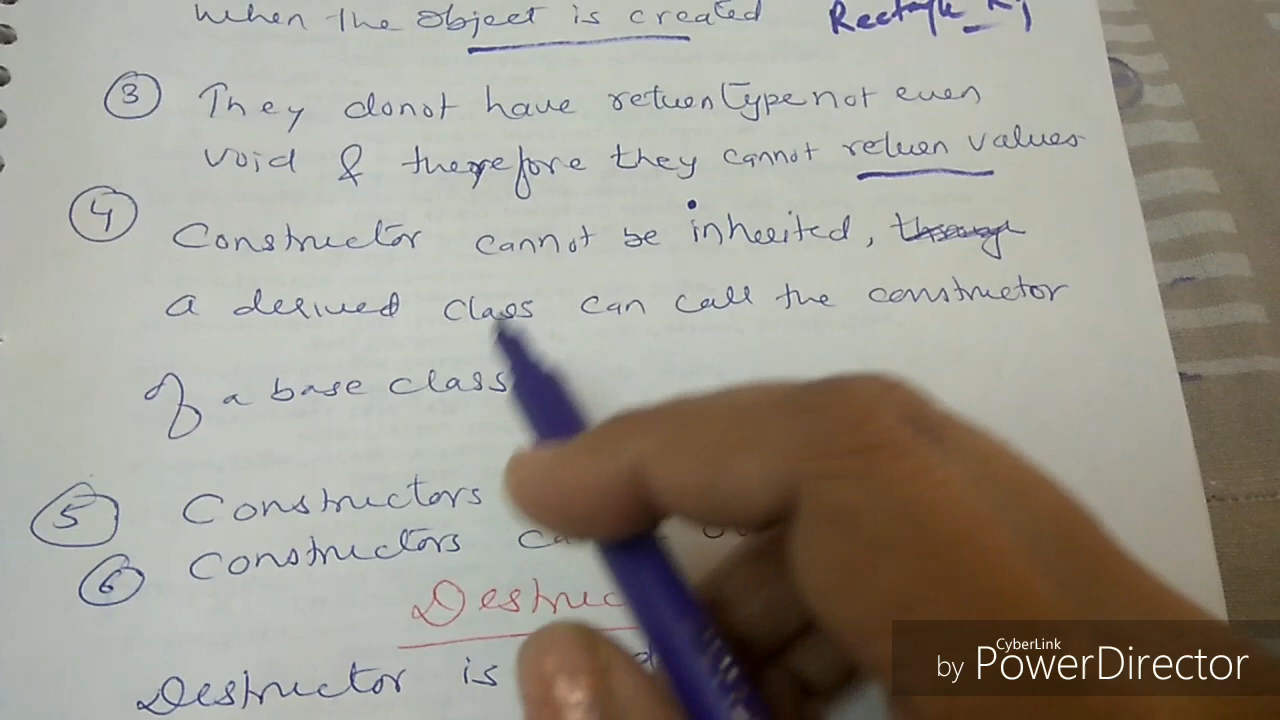 when the object is created Rectangle
③ They donot have return type not even
void & therefore they cannot return values
④ Constructor cannot be inherited, through
a derived class can call the constructor
of a base class
⑤ Constructors
⑥ Constructors
Destruc
Destructor is
by CyberLink PowerDirector